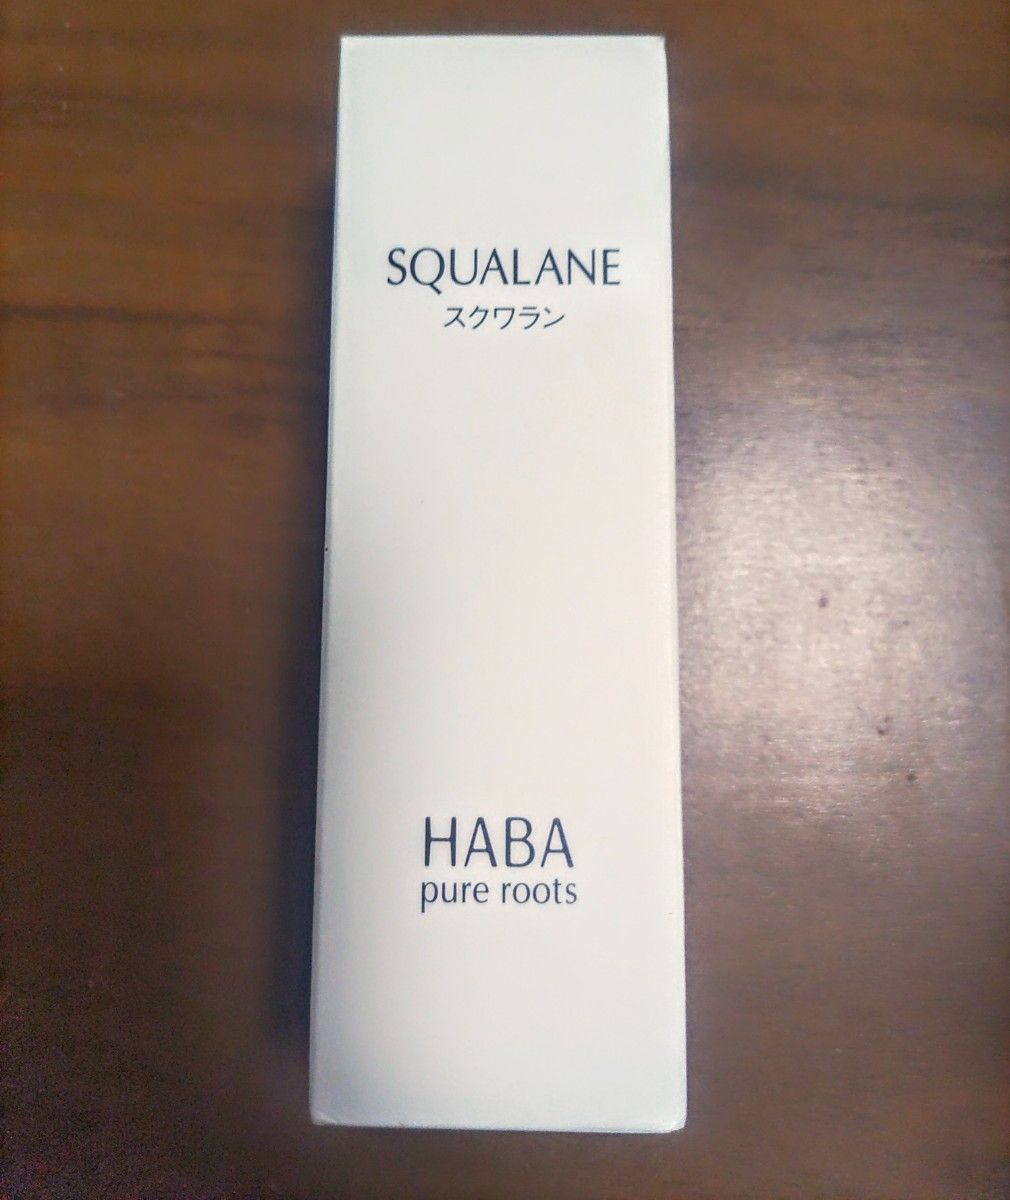 SQUALANE
スクワラン
HABA
pure roots